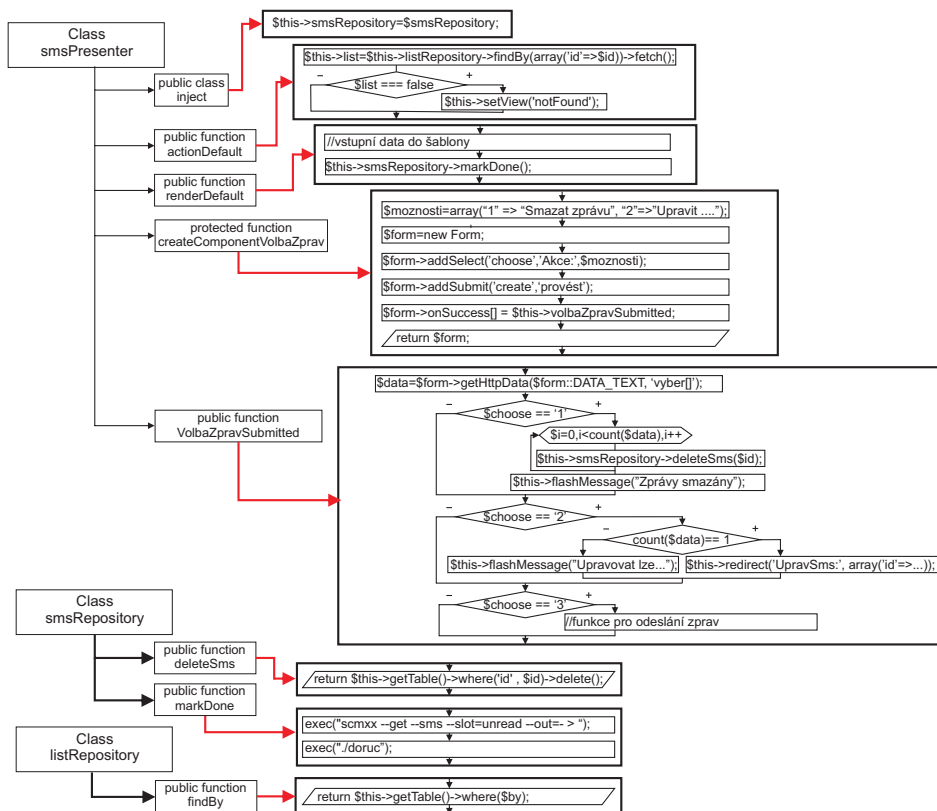 $this->smsRepository=$smsRepository;
Class
smsPresenter
public class
inject
$this->list=$this->listRepository->findBy(array('id'=>$id))->fetch();
–
$list === false
+
$this->setView('notFound');
public function
actionDefault
//vstupní data do šablony
$this->smsRepository->markDone();
public function
renderDefault
protected function
createComponentVolbaZprav
$moznosti=array(“1” => “Smazat zprávu”, “2”=>”Upravit ....”);
$form=new Form;
$form->addSelect('choose','Akce:',$moznosti);
$form->addSubmit('create','provést');
$form->onSuccess[] = $this->volbaZpravSubmitted;
return $form;
public function
VolbaZpravSubmitted
$data=$form->getHttpData($form::DATA_TEXT, 'vyber[]');
–
$choose == ‘1’
+
$i=0,i<count($data),i++
$this->smsRepository->deleteSms($id);
$this->flashMessage(”Zprávy smazány”);
–
$choose == ‘2’
+
–
count($data)== 1
+
$this->flashMessage(”Upravovat lze...”);
$this->redirect('UpravSms:', array('id'=>...));
–
$choose == ‘3’
+
//funkce pro odeslání zprav
Class
smsRepository
public function
deleteSms
return $this->getTable()->where('id' , $id)->delete();
public function
markDone
exec("scmxx --get --sms --slot=unread --out=- > “);
exec("./doruc”);
Class
listRepository
public function
findBy
return $this->getTable()->where($by);